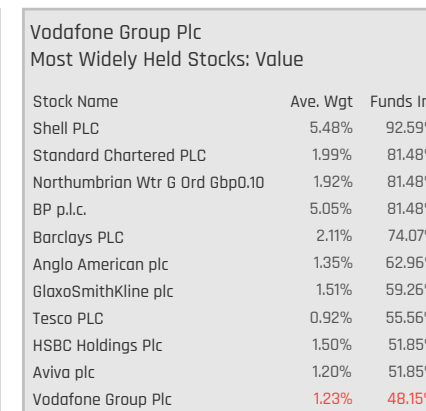 Vodafone Group Plc
Most Widely Held Stocks: Value
Stock Name Ave. Wgt Funds In
Shell PLC 5.48% 92.59%
Standard Chartered PLC 1.99% 81.48%
Northumbrian Wtr G Ord Gbp0.10 1.92% 81.48%
BP p.l.c. 5.05% 81.48%
Barclays PLC 2.11% 74.07%
Anglo American plc 1.35% 62.96%
GlaxoSmithKline plc 1.51% 59.26%
Tesco PLC 0.92% 55.56%
HSBC Holdings Plc 1.50% 51.85%
Aviva plc 1.20% 51.85%
Vodafone Group Plc 1.23% 48.15%